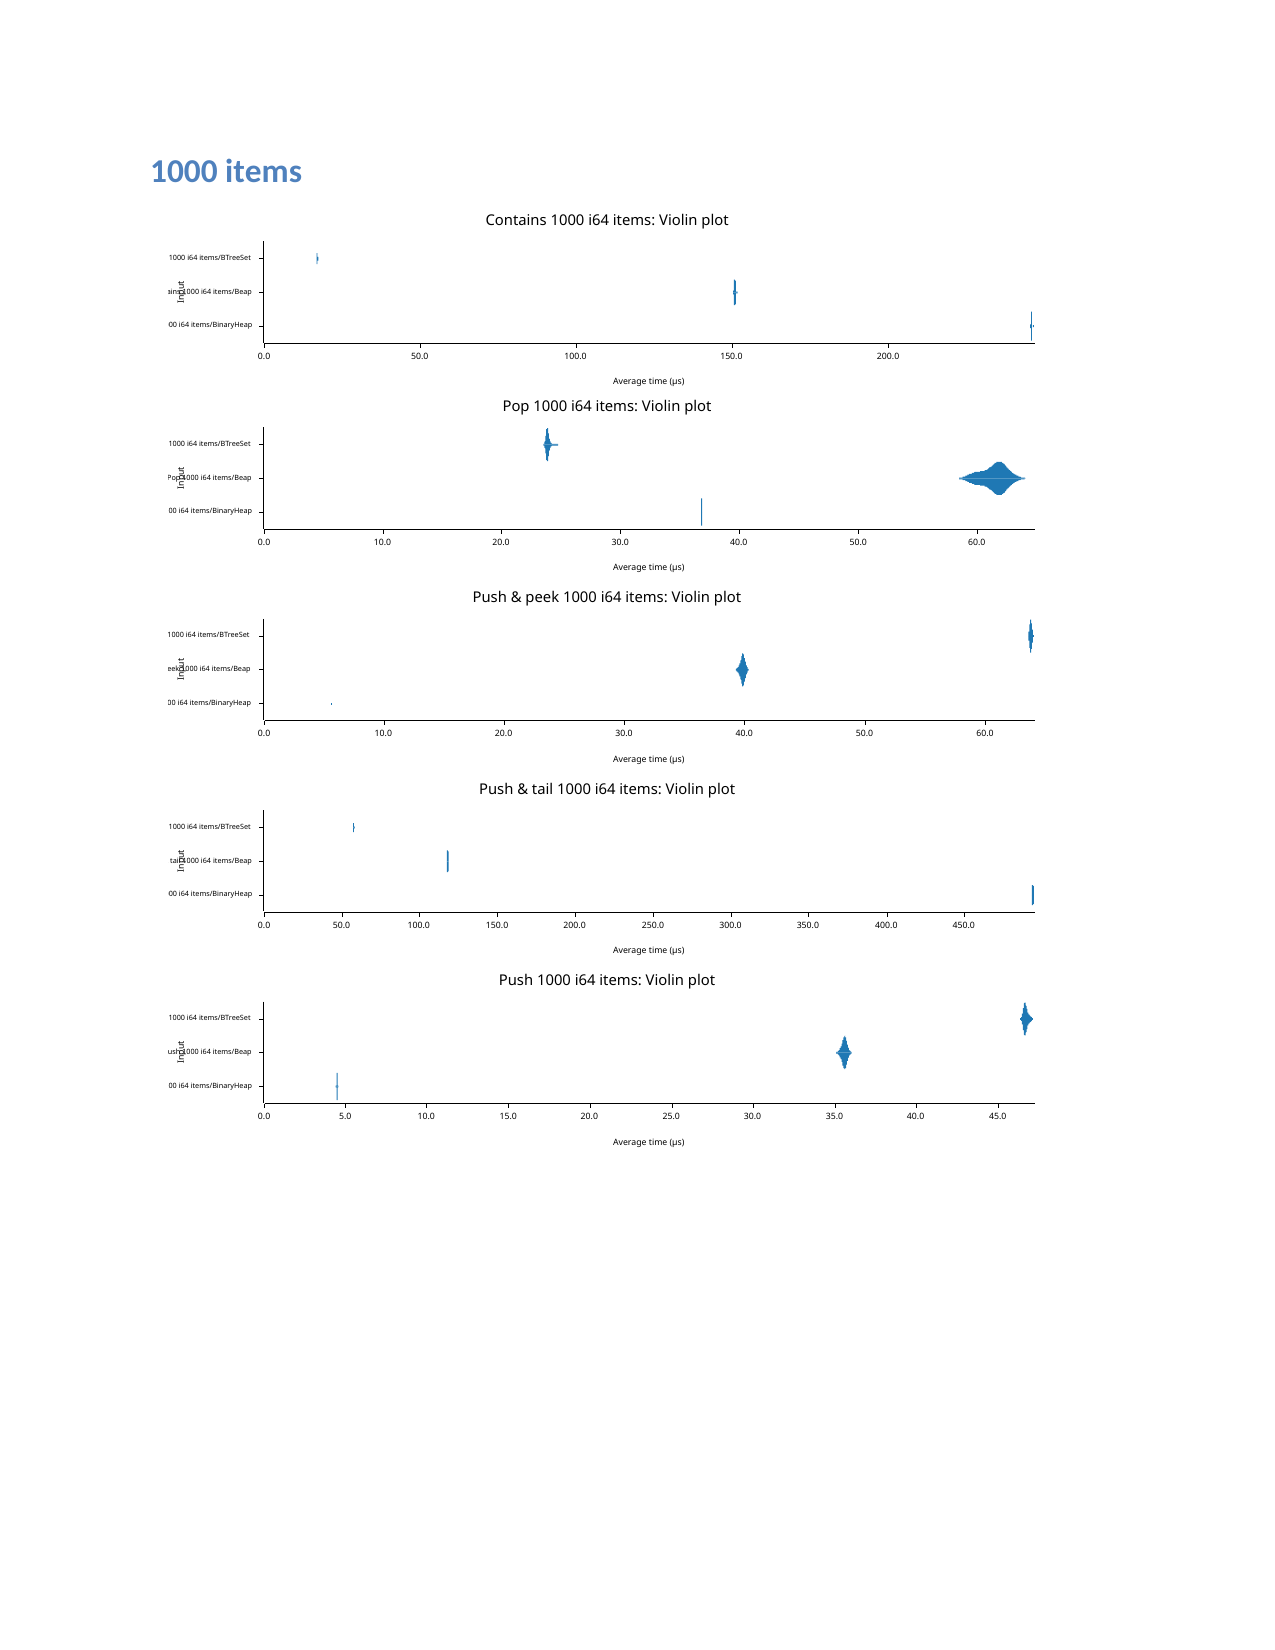 1000 items
Contains 1000 i64 items: Violin plot
1000 i64 items/BTreeSet
1000 i64 items/Beap
00 i64 items/BinaryHeap
Input
0.0 50.0 100.0 150.0 200.0
Average time (µs)
Pop 1000 i64 items: Violin plot
1000 i64 items/BTreeSet
Pop 1000 i64 items/Beap
00 i64 items/BinaryHeap
Input
0.0 10.0 20.0 30.0 40.0 50.0 60.0
Average time (µs)
Push & peek 1000 i64 items: Violin plot
1000 i64 items/BTreeSet
eek 1000 i64 items/Beap
00 i64 items/BinaryHeap
Input
0.0 10.0 20.0 30.0 40.0 50.0 60.0
Average time (µs)
Push & tail 1000 i64 items: Violin plot
1000 i64 items/BTreeSet
tail 1000 i64 items/Beap
00 i64 items/BinaryHeap
Input
0.0 50.0 100.0 150.0 200.0 250.0 300.0 350.0 400.0 450.0
Average time (µs)
Push 1000 i64 items: Violin plot
1000 i64 items/BTreeSet
ush 1000 i64 items/Beap
00 i64 items/BinaryHeap
Input
0.0 5.0 10.0 15.0 20.0 25.0 30.0 35.0 40.0 45.0
Average time (µs)